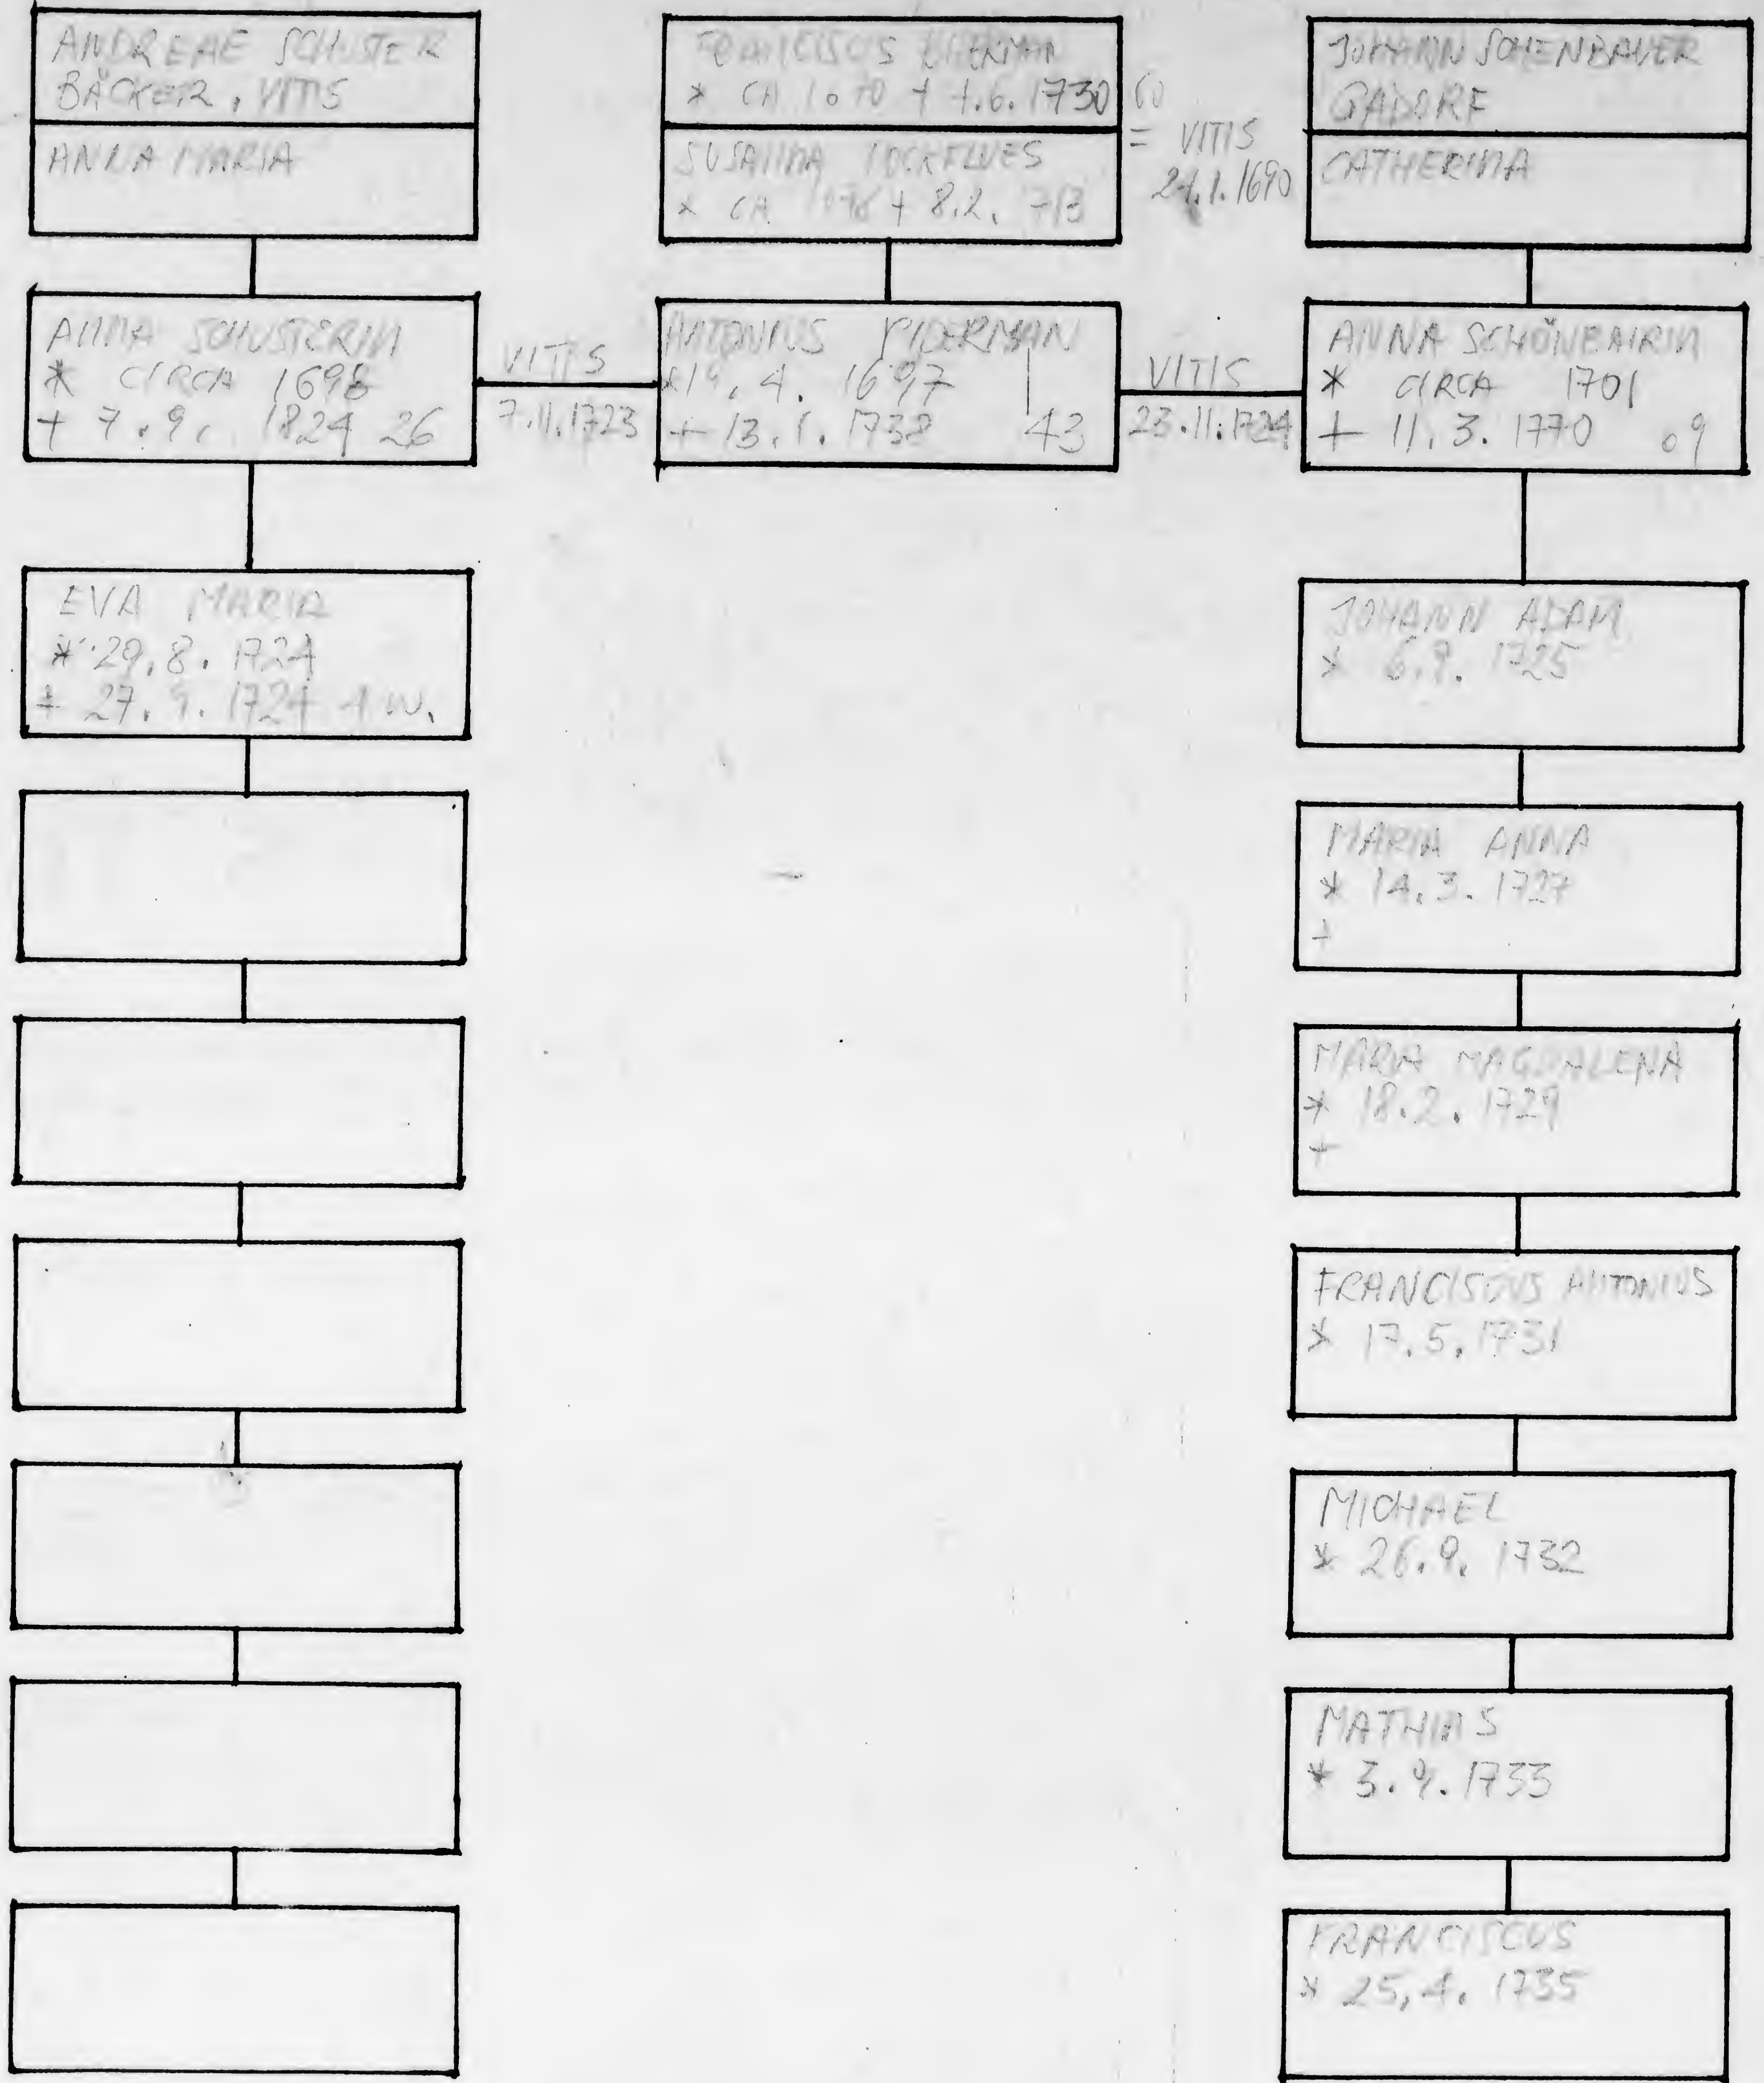 ANDREAE SCHUSTER
BÄCKER, VITIS
ANNA MARIA
FRANCISCUS
* CA 1670 + 1.6.1730 60
SUSANNA
* CA + 8.2.
= VITIS
24.1.1690
JOHANN SCHENBAUER
GADORF
CATHERINA
ANNA SCHUSTERIN
* CIRCA 1698
+ 7.9. 1824 26
VITIS
7.11.1723
ANTONIUS PIDERMAN
*19.4. 1697
+ 13.1.1738 43
VITIS
23.11.1724
ANNA SCHÖNBAIRIN
* CIRCA 1701
+ 11.3.1770 69
EVA MARIA
* 29.8. 1724
+ 27.9. 1724 4 W.
JOHANN ADAM
* 6.9. 1725
MARIA ANNA
* 14.3. 1727
+
MARIA MAGDALENA
* 18.2. 1729
+
FRANCISCUS ANTONIUS
* 17.5.1731
MICHAEL
* 26.9. 1732
MATHIAS
* 3.9.1733
FRANCISCUS
* 25.4. 1735